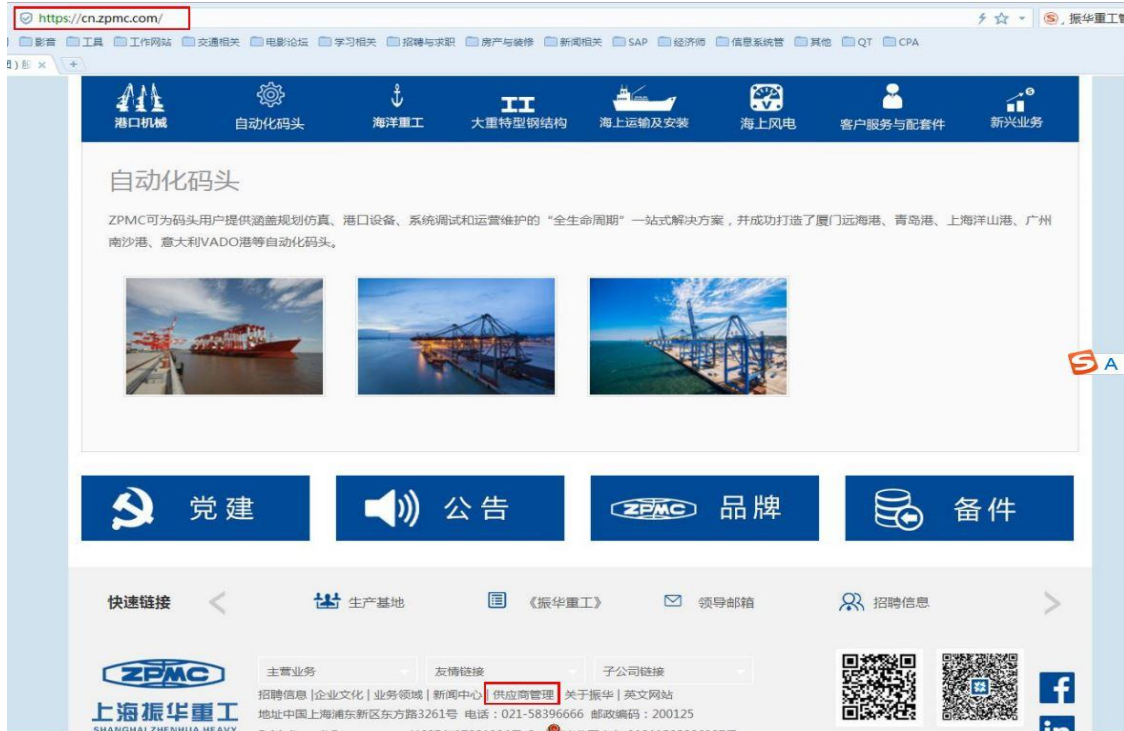 https://cn.zpmc.com/
振华重工管
影音 工具 工作网站 交通相关 电影论坛 学习相关 招聘与求职 房产与装修 新闻相关 SAP 经济师 信息系统管 其他 QT CPA
港口机械 自动化码头 海洋重工 大重特型钢结构 海上运输及安装 海上风电 客户服务与配套件 新兴业务
自动化码头
ZPMC可为码头用户提供涵盖规划仿真、港口设备、系统调试和运营维护的“全生命周期”一站式解决方案，并成功打造了厦门远海港、青岛港、上海洋山港、广州
南沙港、意大利VADO港等自动化码头。
S A
党建 公告 ZPMC 品牌 备件
快速链接 生产基地 《振华重工》 领导邮箱 招聘信息
ZPMC
上海振华重工
SHANGHAI ZHENHUA HEAVY
主营业务 友情链接 子公司链接
招聘信息 |企业文化 | 业务领域 | 新闻中心 | 供应商管理 关于振华 | 英文网站
地址中国上海浦东新区东方路3261号 电话：021-58396666 邮政编码：200125
f
in